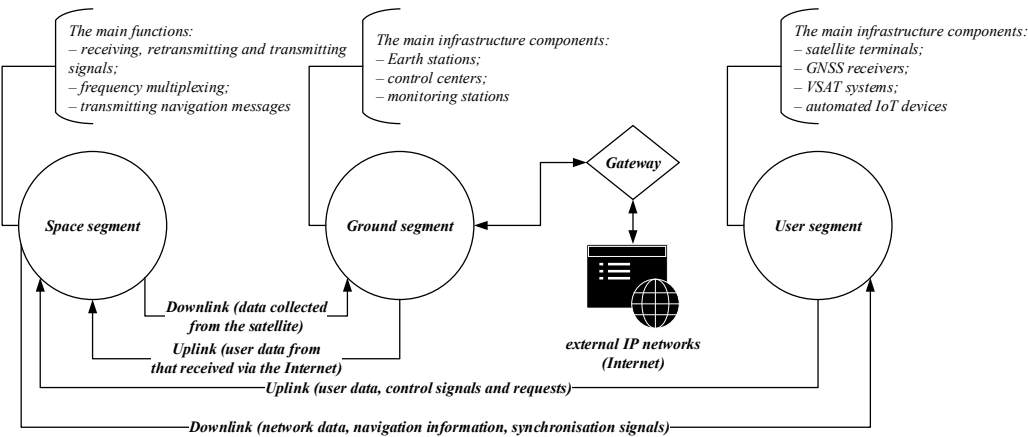 The main functions:
– receiving, retransmitting and transmitting
signals;
– frequency multiplexing;
– transmitting navigation messages
The main infrastructure components:
– Earth stations;
– control centers;
– monitoring stations
The main infrastructure components:
– satellite terminals;
– GNSS receivers;
– VSAT systems;
– automated IoT devices
Space segment
Ground segment
Gateway
User segment
external IP networks
(Internet)
Downlink (data collected
from the satellite)
Uplink (user data from
that received via the Internet)
Uplink (user data, control signals and requests)
Downlink (network data, navigation information, synchronisation signals)